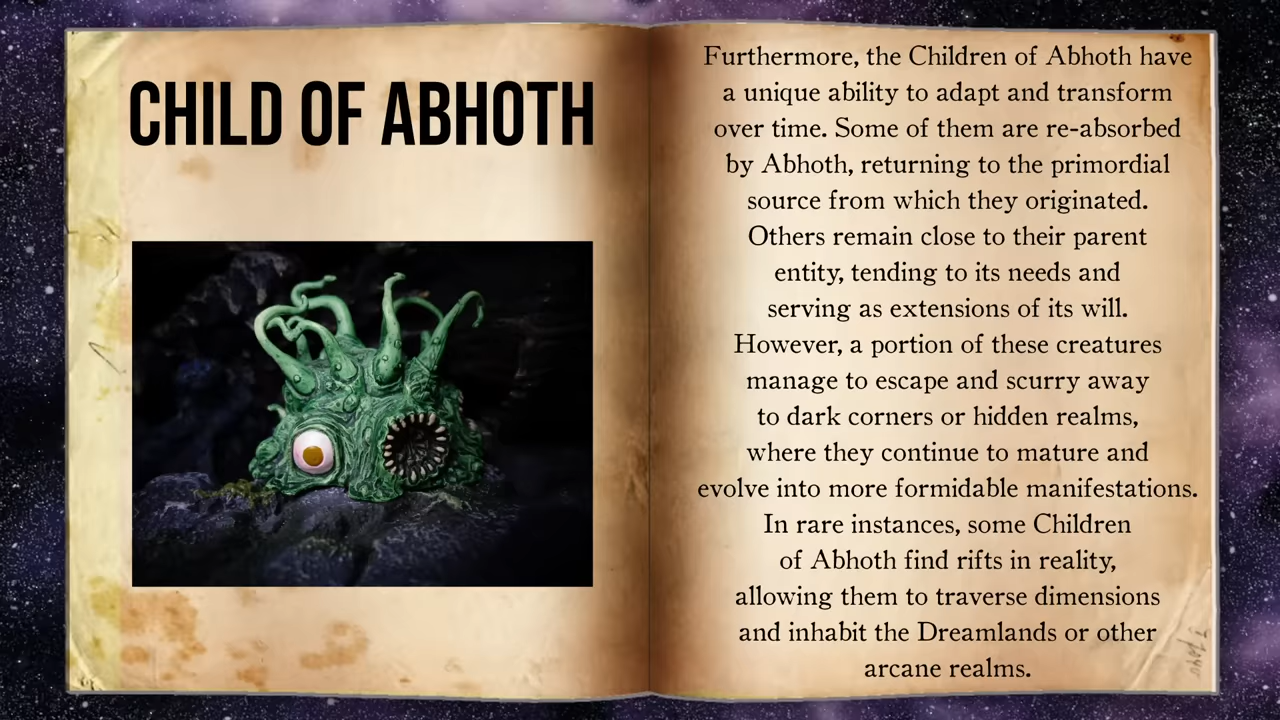 CHILD OF ABHOTH
Furthermore, the Children of Abhoth have
a unique ability to adapt and transform
over time. Some of them are re-absorbed
by Abhoth, returning to the primordial
source from which they originated.
Others remain close to their parent
entity, tending to its needs and
serving as extensions of its will.
However, a portion of these creatures
manage to escape and scurry away
to dark corners or hidden realms,
where they continue to mature and
evolve into more formidable manifestations.
In rare instances, some Children
of Abhoth find rifts in reality,
allowing them to traverse dimensions
and inhabit the Dreamlands or other
arcane realms.